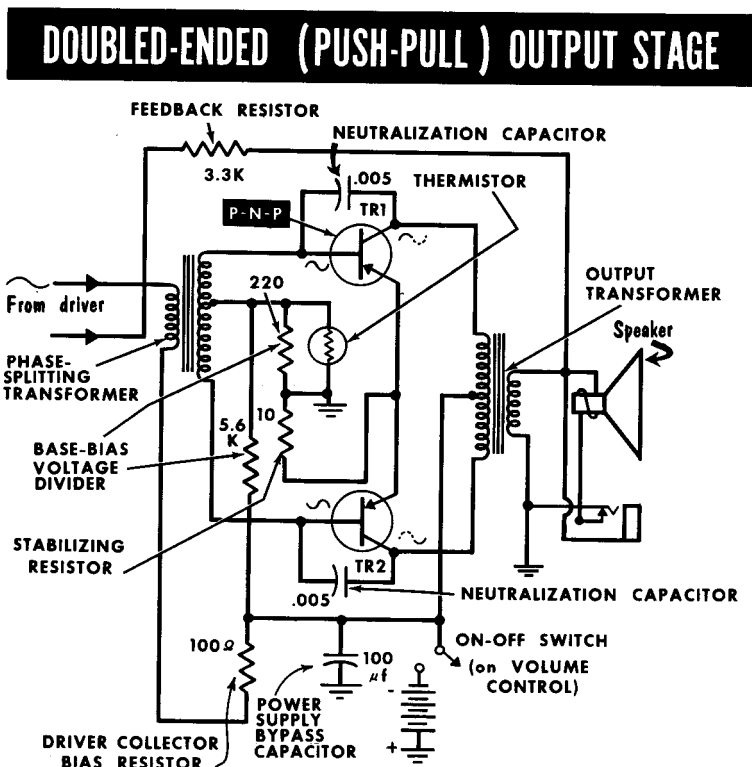 DOUBLED-ENDED (PUSH-PULL) OUTPUT STAGE
FEEDBACK RESISTOR
NEUTRALIZATION CAPACITOR
3.3K
.005
THERMISTOR
TR1
P-N-P
From driver
220
OUTPUT
TRANSFORMER
Speaker
PHASE-
SPLITTING
TRANSFORMER
10
5.6
K
BASE-BIAS
VOLTAGE
DIVIDER
STABILIZING
RESISTOR
TR2
.005
NEUTRALIZATION CAPACITOR
100Ω
100
μf
ON-OFF SWITCH
(on VOLUME
CONTROL)
-
+
POWER
SUPPLY
BYPASS
CAPACITOR
DRIVER COLLECTOR
BIAS RESISTOR